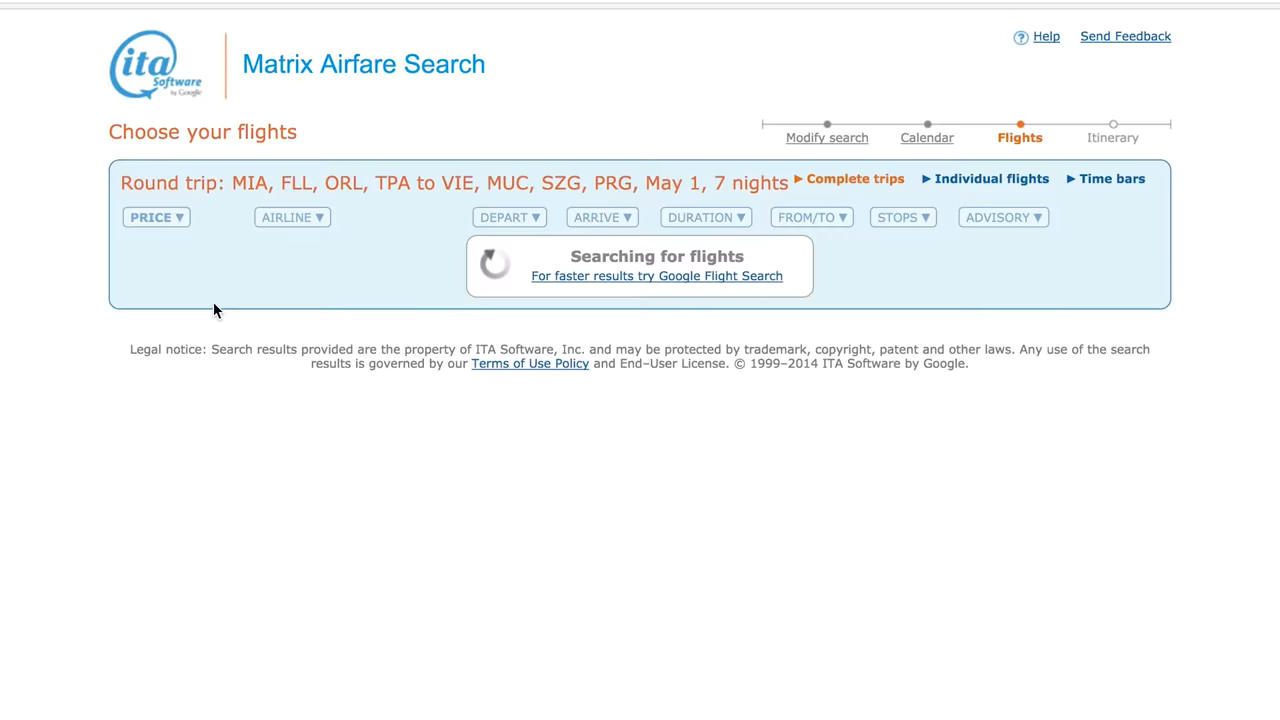 Help Send Feedback
ita Software by Google
Matrix Airfare Search
Choose your flights
Modify search Calendar Flights Itinerary
Round trip: MIA, FLL, ORL, TPA to VIE, MUC, SZG, PRG, May 1, 7 nights ▶ Complete trips ▶ Individual flights ▶ Time bars
PRICE ▼ AIRLINE ▼ DEPART ▼ ARRIVE ▼ DURATION ▼ FROM/TO ▼ STOPS ▼ ADVISORY ▼
Searching for flights
For faster results try Google Flight Search
Legal notice: Search results provided are the property of ITA Software, Inc. and may be protected by trademark, copyright, patent and other laws. Any use of the search
results is governed by our Terms of Use Policy and End-User License. © 1999-2014 ITA Software by Google.